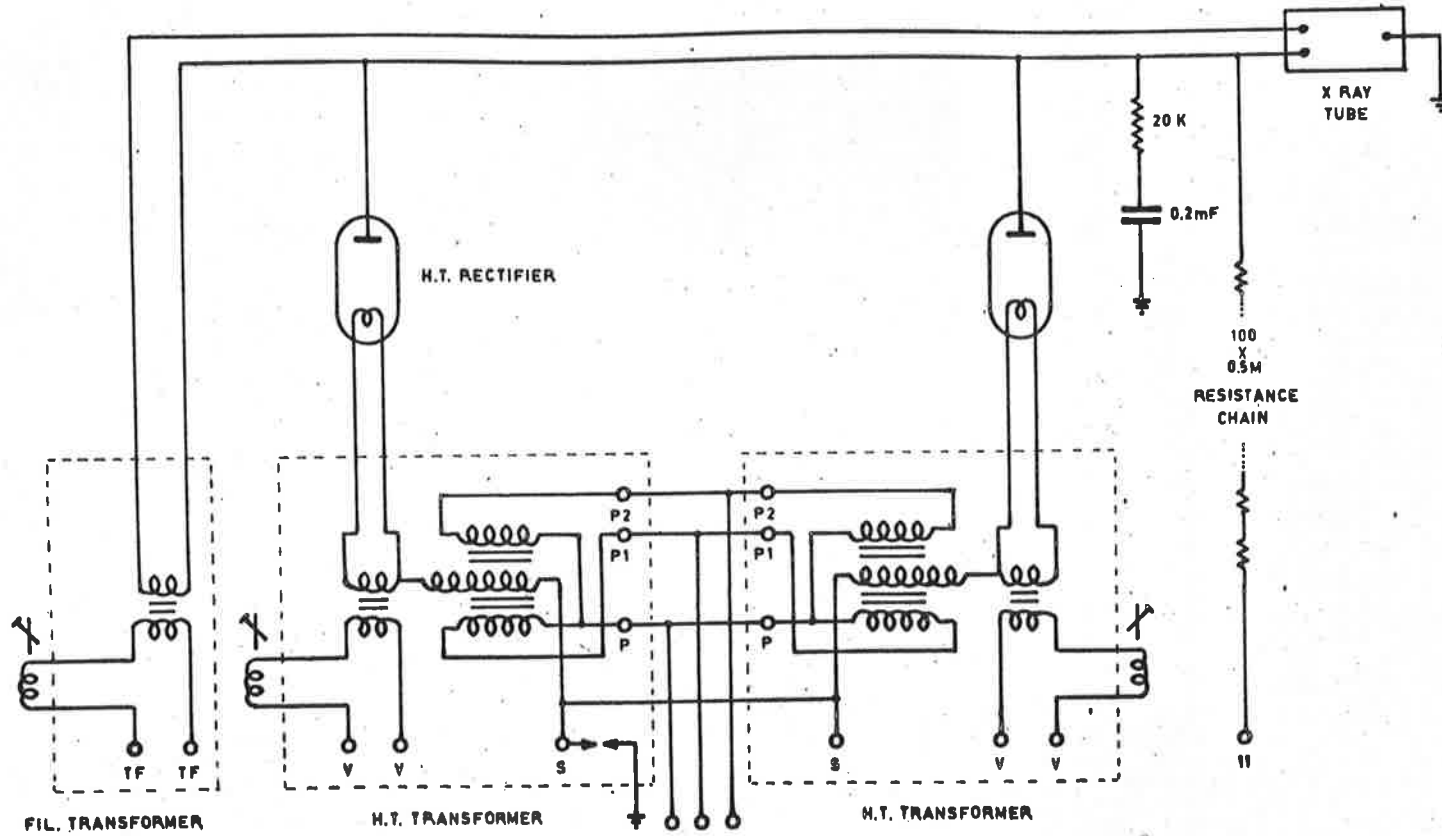 X RAY
TUBE
20 K
0.2mF
H.T. RECTIFIER
100
X
0.5M
RESISTANCE
CHAIN
P2
P2
P1
P1
P
P
TF
TF
V
V
S
S
V
V
11
FIL. TRANSFORMER
H.T. TRANSFORMER
H.T. TRANSFORMER